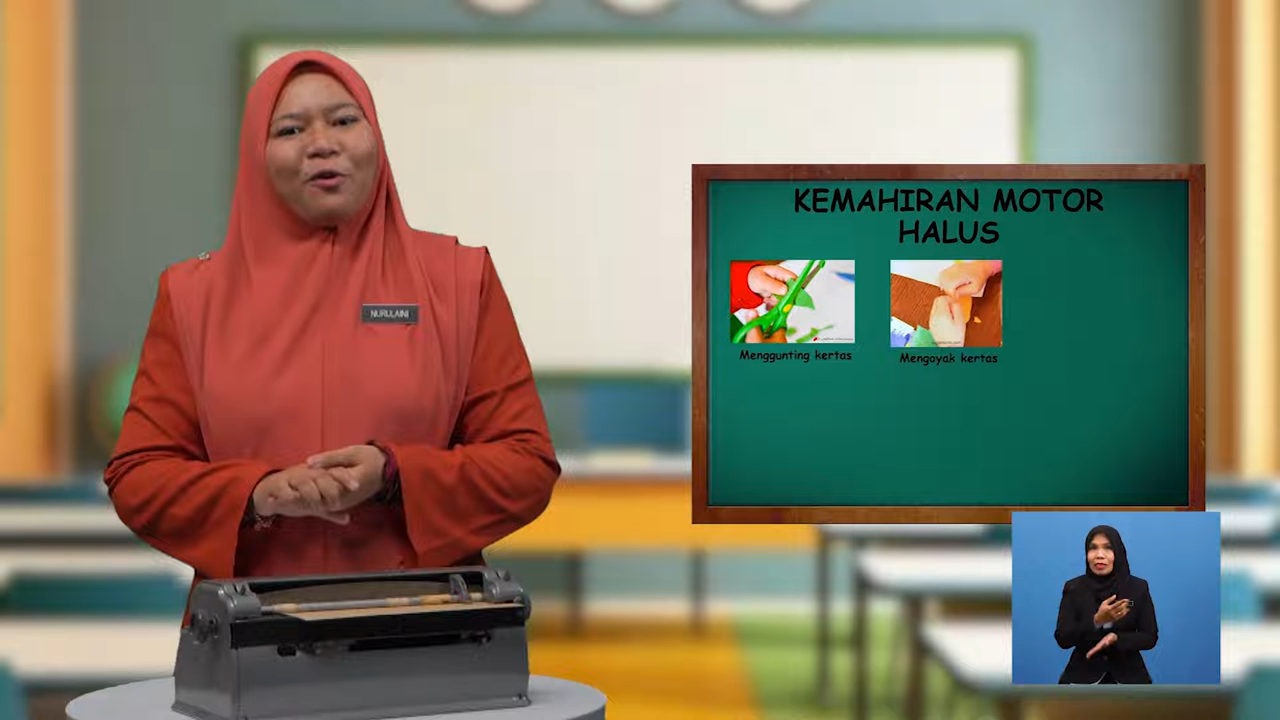 NURULAINI
KEMAHIRAN MOTOR
HALUS
Menggunting kertas
Mengoyak kertas